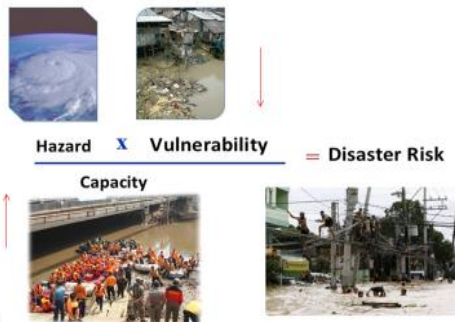 Hazard x Vulnerability
= Disaster Risk
Capacity